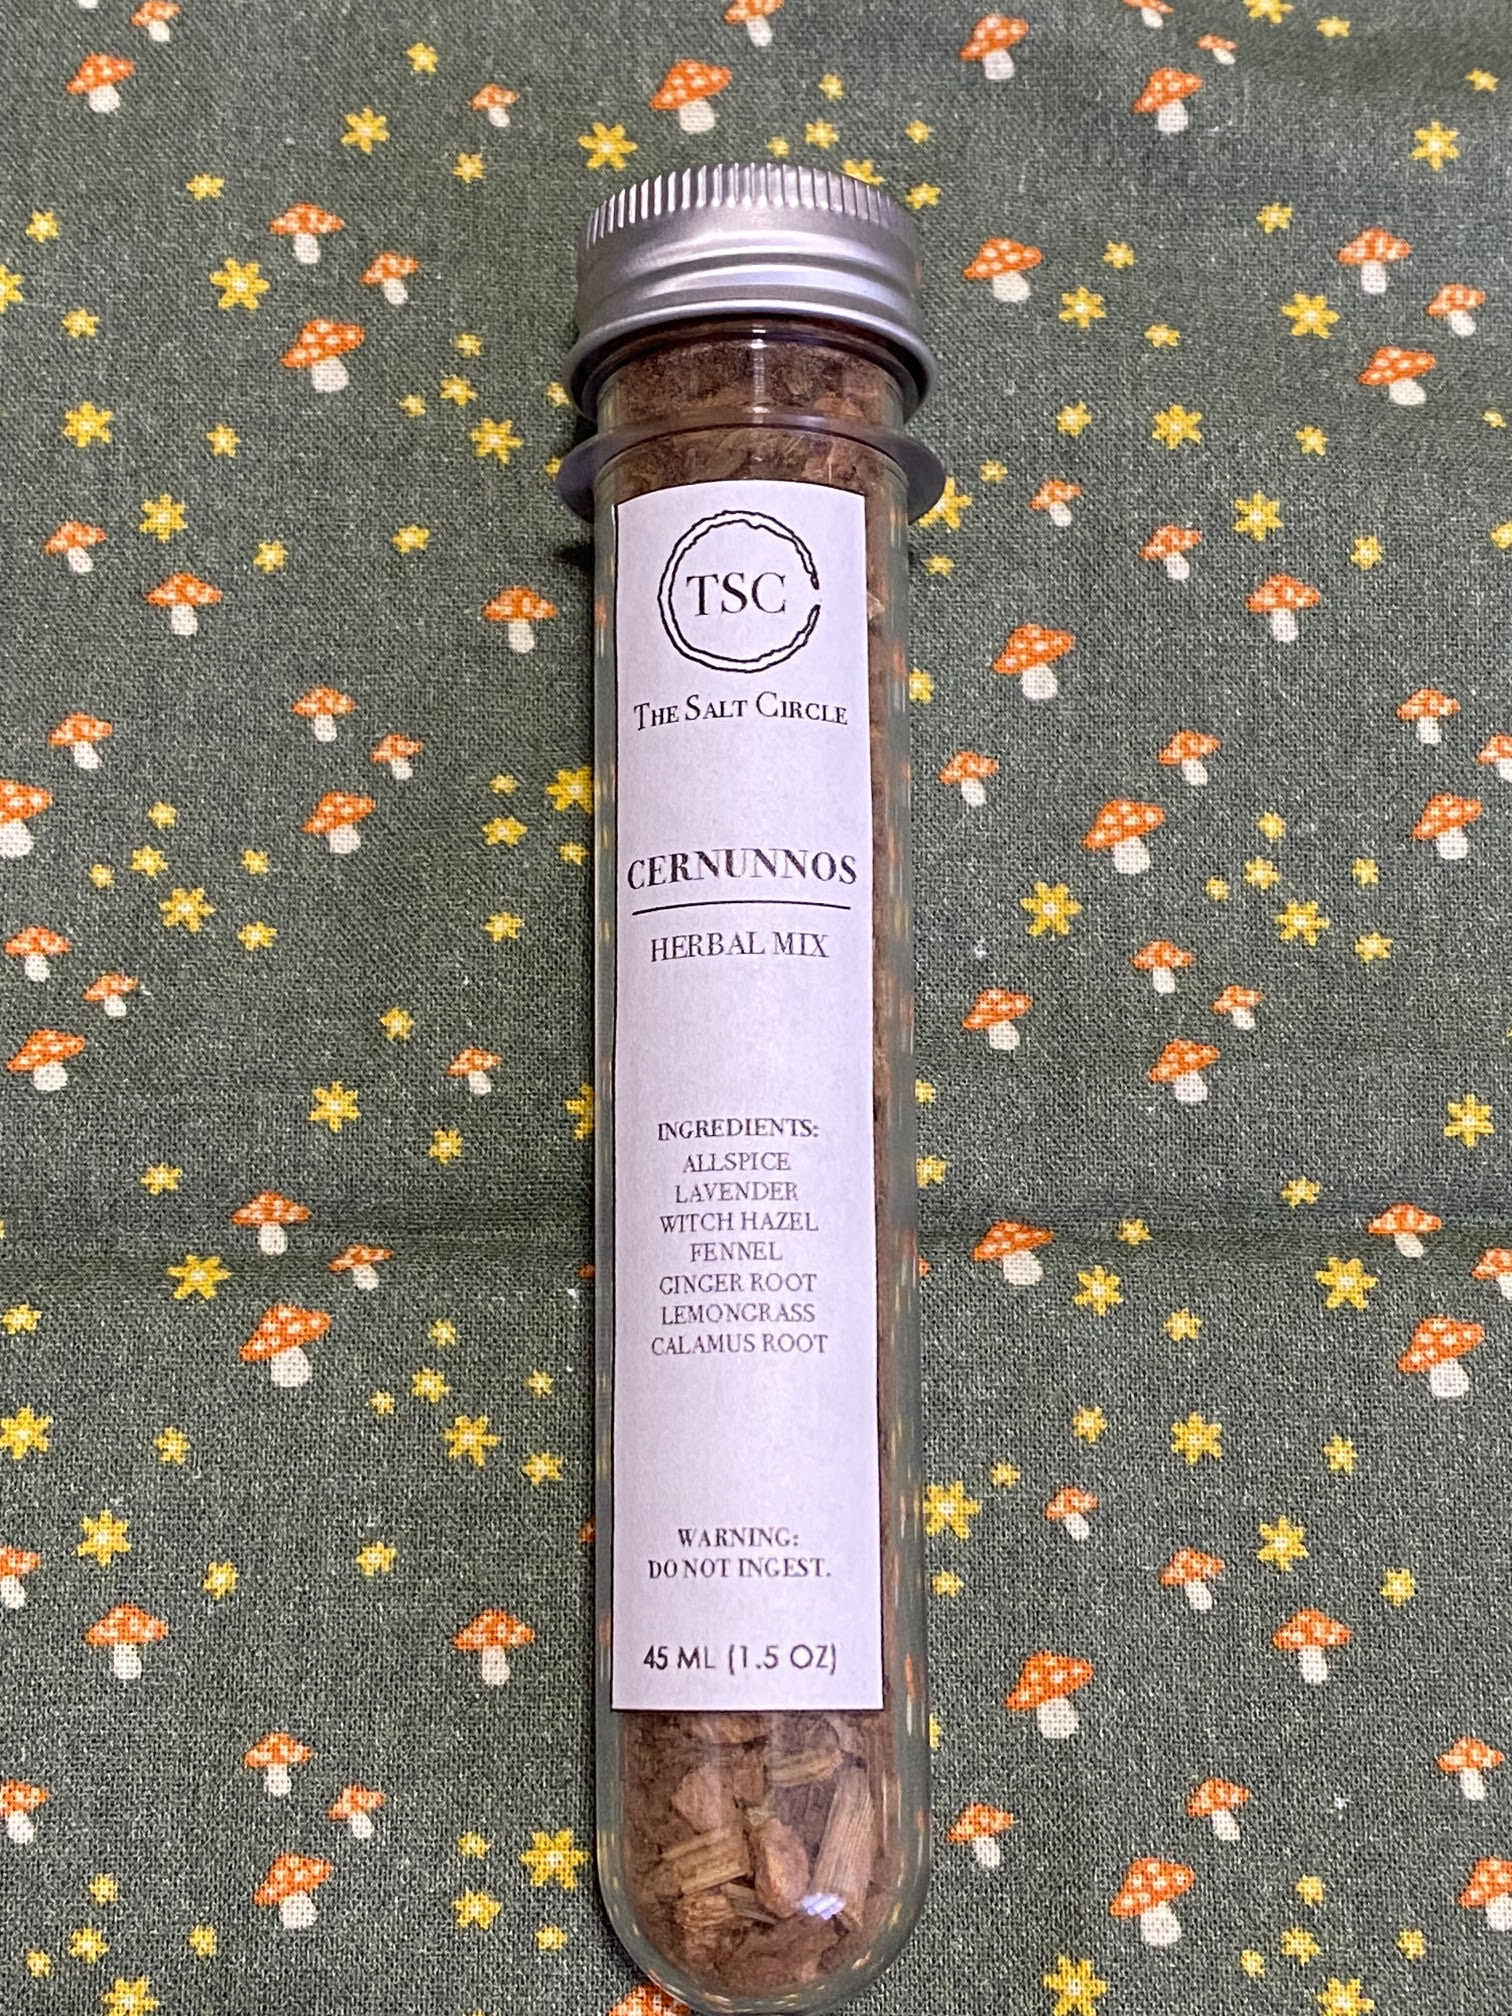 TSC
THE SALT CIRCLE
CERNUNNOS
HERBAL MIX
INGREDIENTS:
ALLSPICE
LAVENDER
WITCH HAZEL
FENNEL
GINGER ROOT
LEMONGRASS
CALAMUS ROOT
WARNING:
DO NOT INGEST.
45 ML (1.5 OZ)